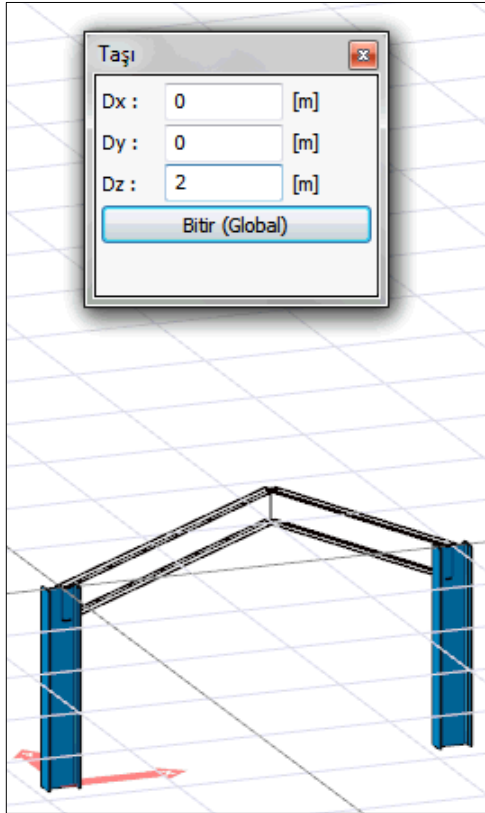 Taşı
Dx : 0 [m]
Dy : 0 [m]
Dz : 2 [m]
Bitir (Global)